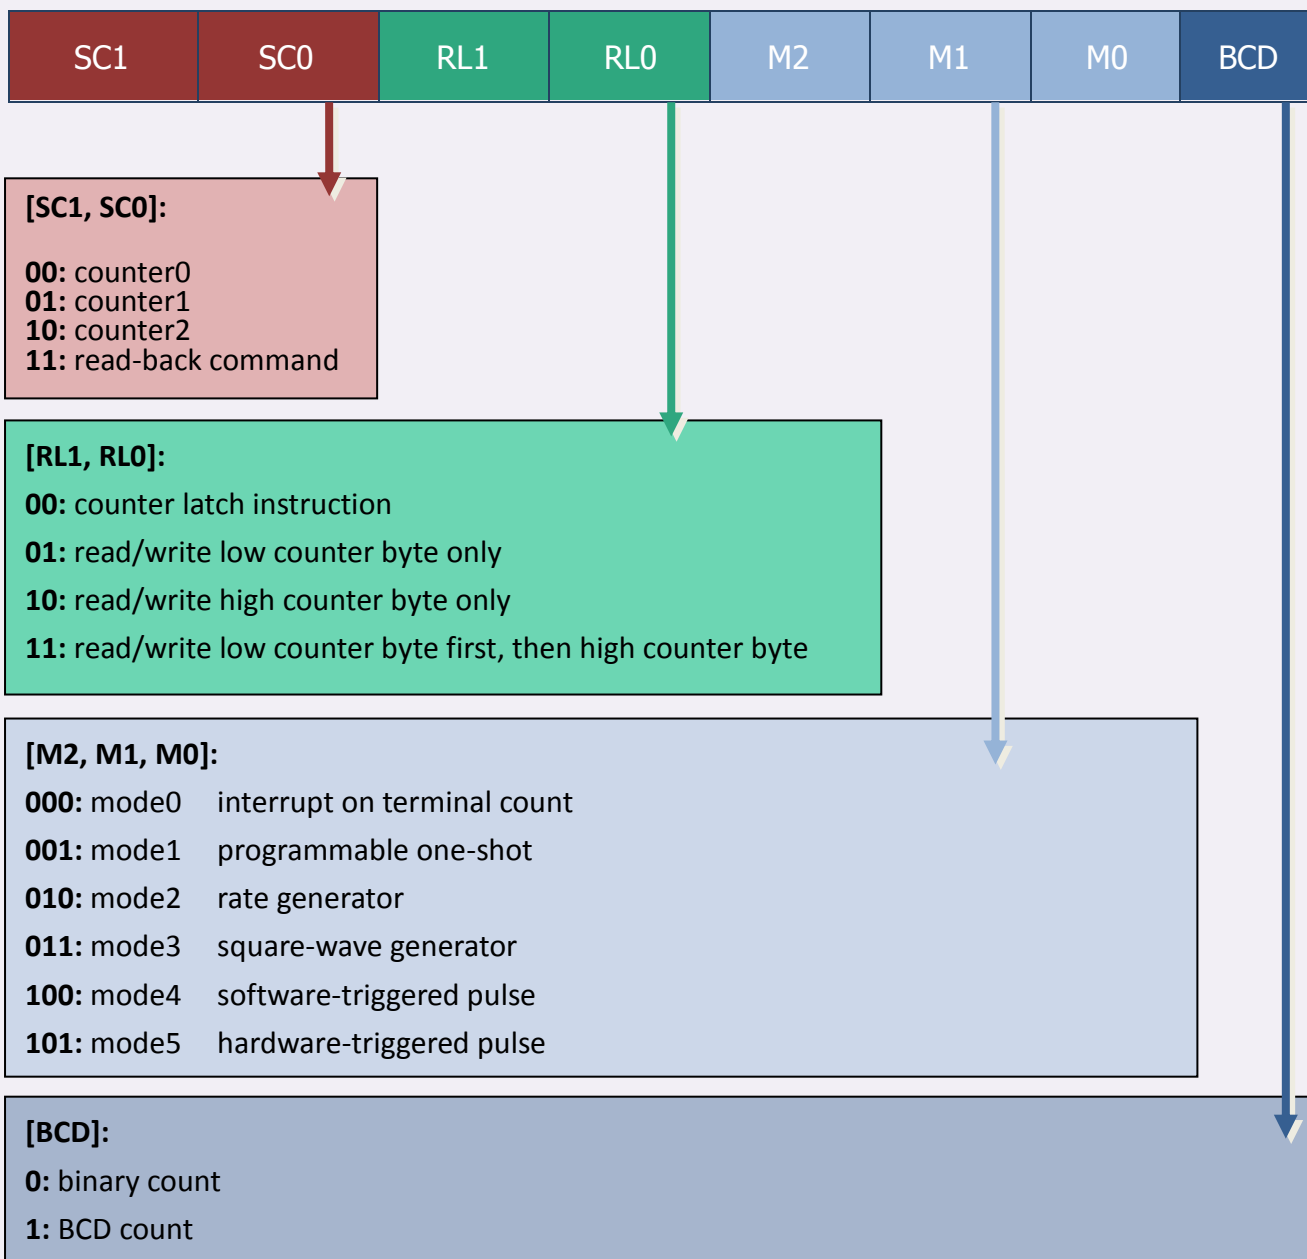 SC1 SC0 RL1 RL0 M2 M1 M0 BCD
[SC1, SC0]:
00: counter0
01: counter1
10: counter2
11: read-back command
[RL1, RL0]:
00: counter latch instruction
01: read/write low counter byte only
10: read/write high counter byte only
11: read/write low counter byte first, then high counter byte
[M2, M1, M0]:
000: mode0 interrupt on terminal count
001: mode1 programmable one-shot
010: mode2 rate generator
011: mode3 square-wave generator
100: mode4 software-triggered pulse
101: mode5 hardware-triggered pulse
[BCD]:
0: binary count
1: BCD count